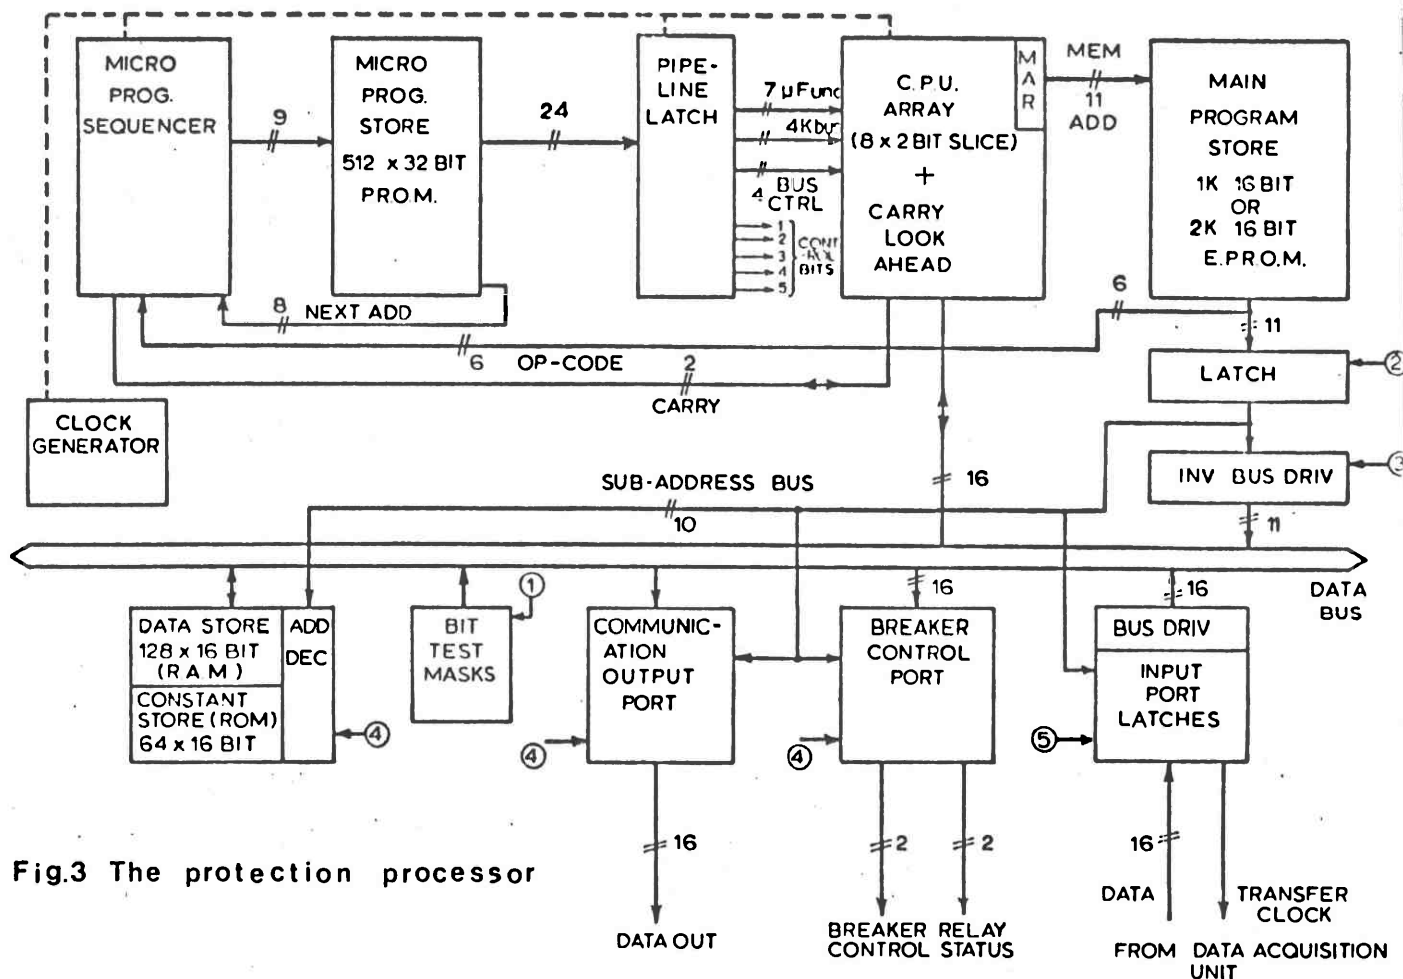 MICRO
PROG.
SEQUENCER
9
MICRO
PROG.
STORE
512 x 32 BIT
P.R.O.M.
24
PIPE-
LINE
LATCH
7 µFunc
4Kbu
4 BUS
CTRL
1
2
3
4
5
CONT
ROL
BITS
C.P.U.
ARRAY
(8 x 2 BIT SLICE)
+
CARRY
LOOK
AHEAD
M
A
R
MEM
11
ADD
MAIN
PROGRAM
STORE
1K 16 BIT
OR
2K 16 BIT
E.P.R.O.M.
8 NEXT ADD
6
11
6 OP-CODE
2
CARRY
LATCH
2
CLOCK
GENERATOR
INV BUS DRIV
3
SUB-ADDRESS BUS
10
16
11
DATA
BUS
DATA STORE
128 x 16 BIT
(RAM)
CONSTANT
STORE (ROM)
64 x 16 BIT
ADD
DEC
4
1
BIT
TEST
MASKS
COMMUNIC-
ATION
OUTPUT
PORT
4
16
BREAKER
CONTROL
PORT
4
16
BUS DRIV
INPUT
PORT
LATCHES
5
16
2
2
16
Fig.3 The protection processor
DATA OUT
BREAKER RELAY
CONTROL STATUS
DATA
TRANSFER
CLOCK
FROM DATA ACQUISITION
UNIT